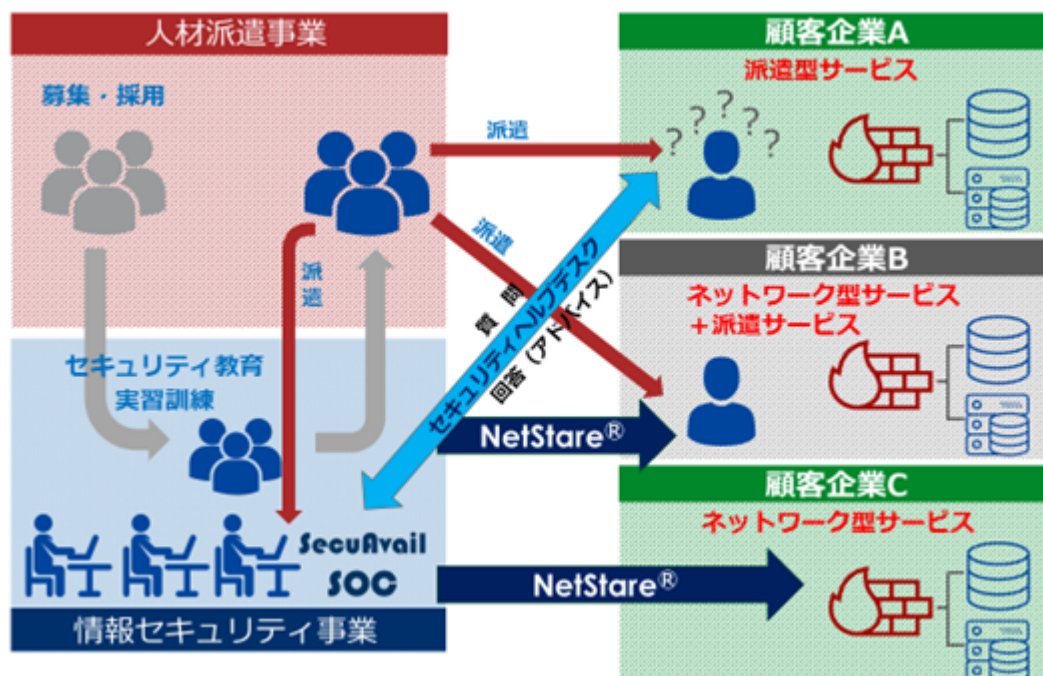 人材派遣事業
募集・採用
派遣
派遣
派遣
セキュリティ教育
実習訓練
SecuAvail
SOC
情報セキュリティ事業
質問
セキュリティヘルプデスク
回答（アドバイス）
NetStare®
NetStare®
顧客企業A
派遣型サービス
? ? ? ? ?
顧客企業B
ネットワーク型サービス
＋派遣サービス
顧客企業C
ネットワーク型サービス